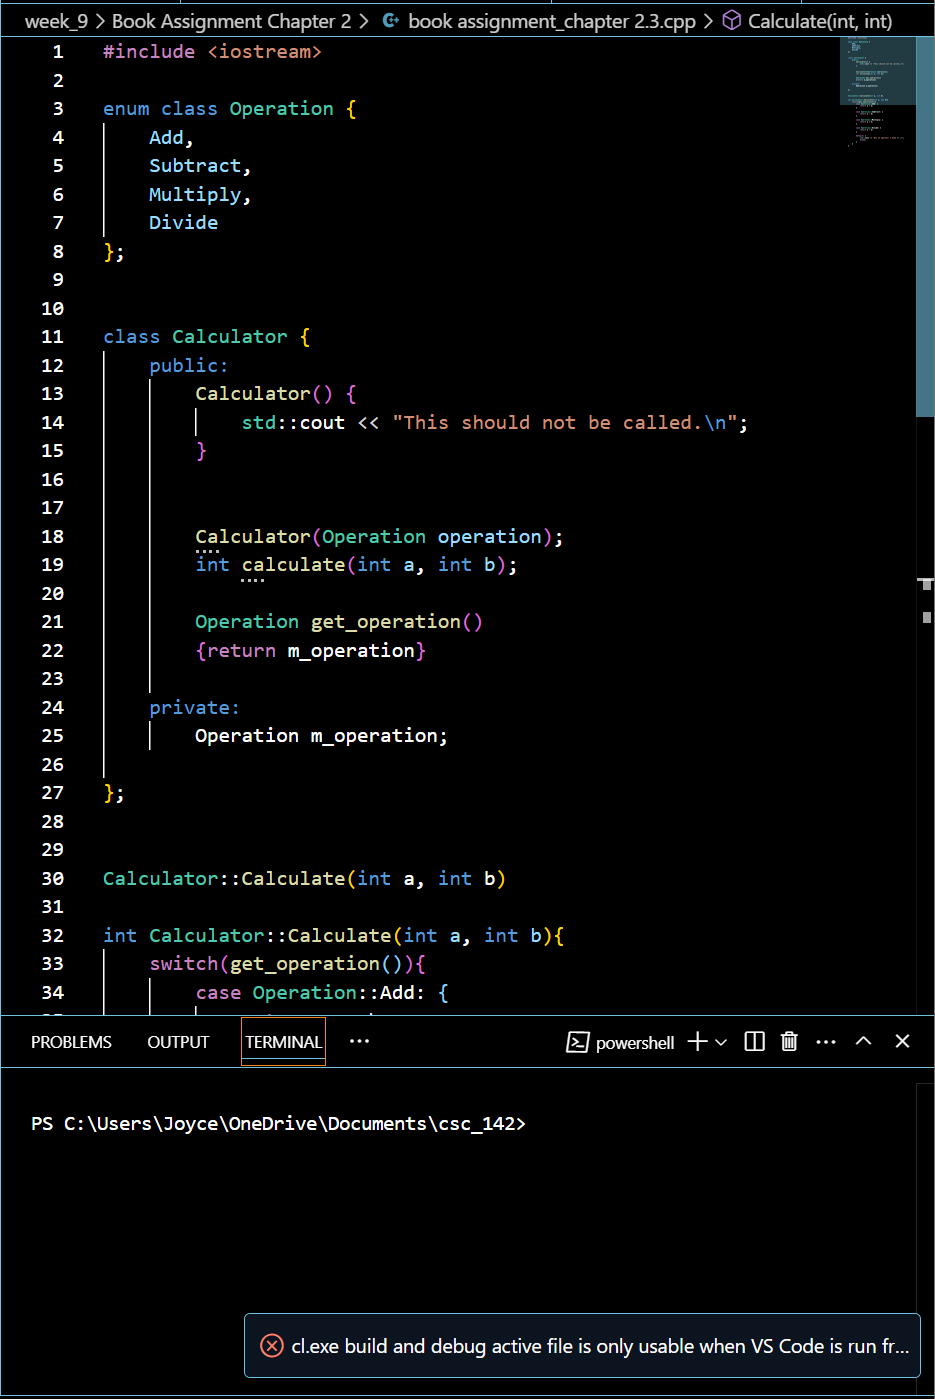 week_9 > Book Assignment Chapter 2 > book assignment_chapter 2.3.cpp > Calculate(int, int)
1 #include <iostream>
2
3 enum class Operation {
4 Add,
5 Subtract,
6 Multiply,
7 Divide
8 };
9
10
11 class Calculator {
12 public:
13 Calculator() {
14 std::cout << "This should not be called.\n";
15 }
16
17
18 Calculator(Operation operation);
19 int calculate(int a, int b);
20
21 Operation get_operation()
22 {return m_operation}
23
24 private:
25 Operation m_operation;
26
27 };
28
29
30 Calculator::Calculate(int a, int b)
31
32 int Calculator::Calculate(int a, int b){
33 switch(get_operation()){
34 case Operation::Add: {
PROBLEMS OUTPUT TERMINAL ··· powershell
PS C:\Users\Joyce\OneDrive\Documents\csc_142>
cl.exe build and debug active file is only usable when VS Code is run fr...